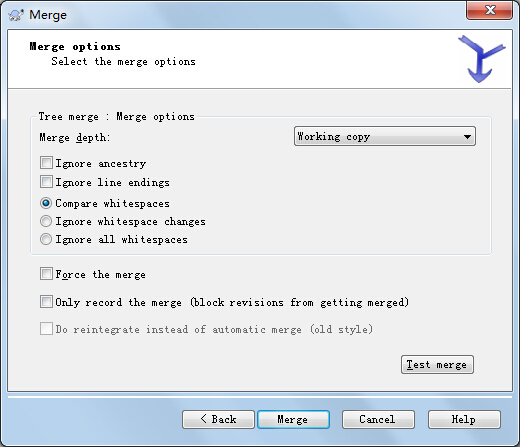 Merge
Merge options
Select the merge options
Tree merge : Merge options
Merge depth: Working copy
Ignore ancestry
Ignore line endings
Compare whitespaces
Ignore whitespace changes
Ignore all whitespaces
Force the merge
Only record the merge (block revisions from getting merged)
Do reintegrate instead of automatic merge (old style)
Test merge
< Back Merge Cancel Help